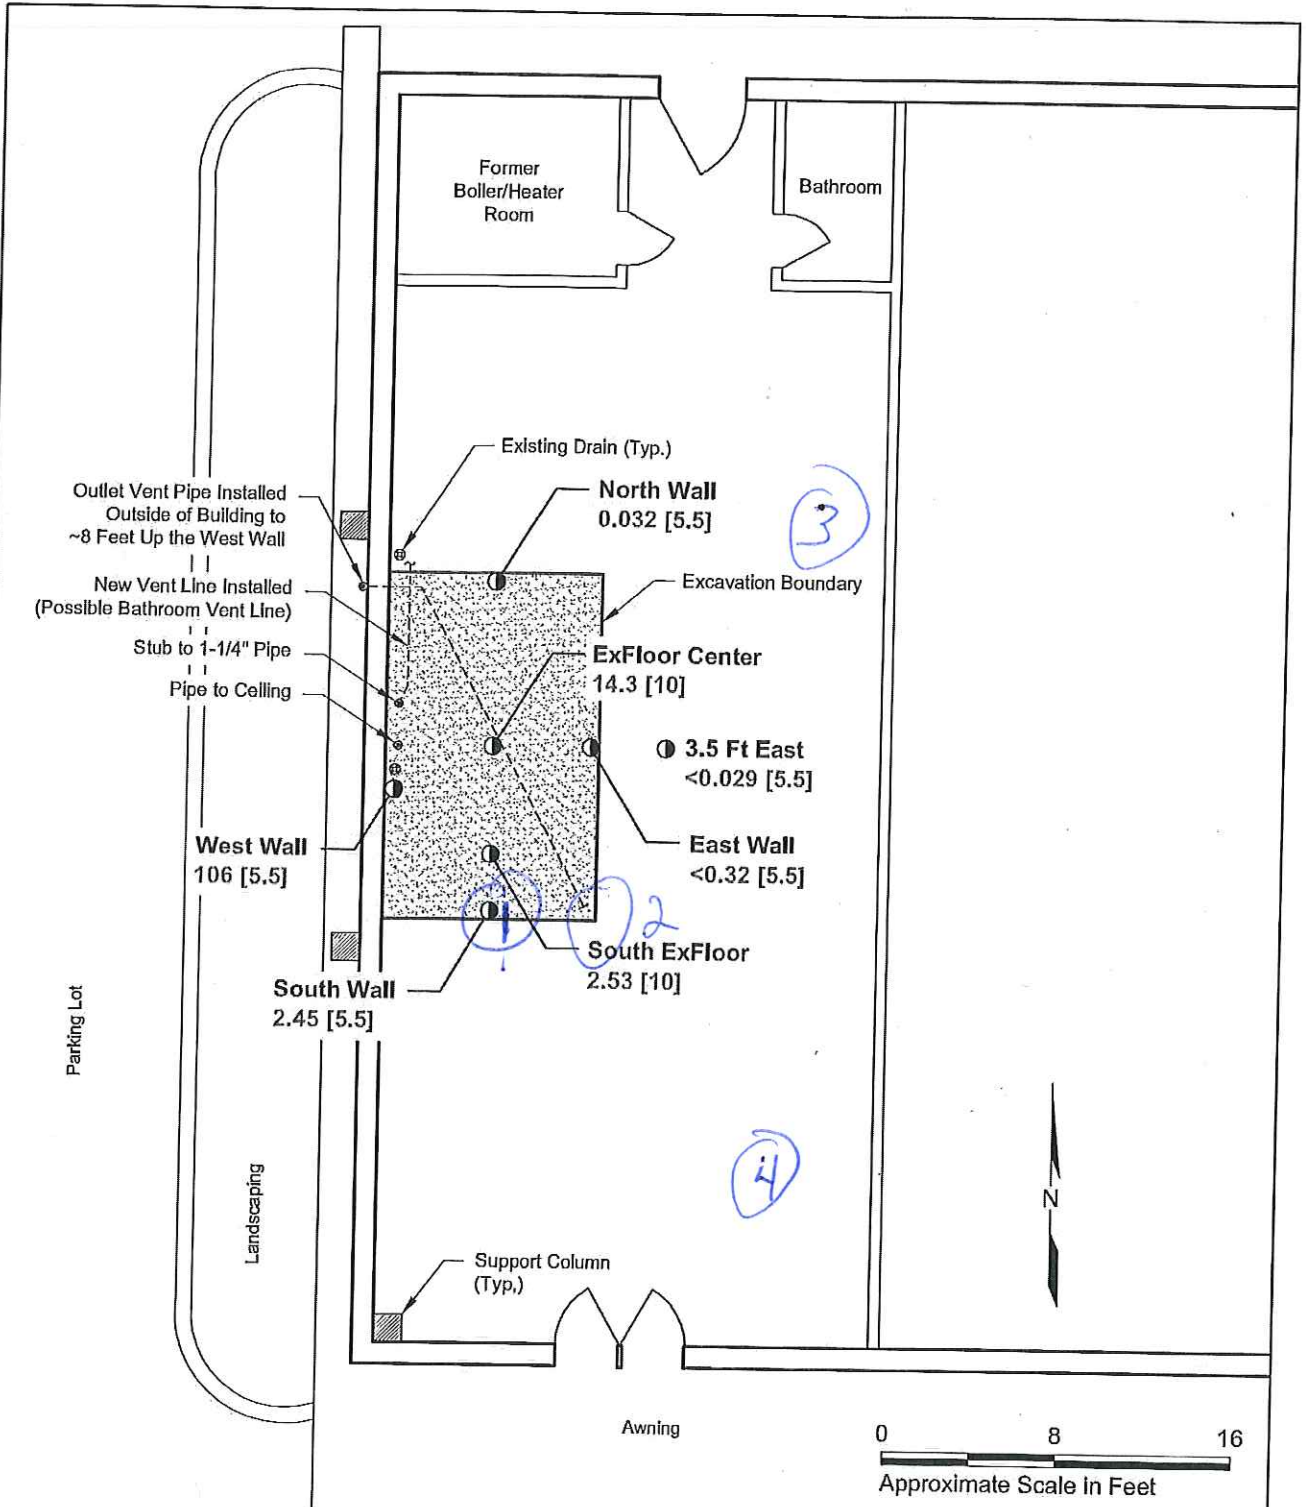 Former
Boiler/Heater
Room
Bathroom
Existing Drain (Typ.)
Outlet Vent Pipe Installed
Outside of Building to
~8 Feet Up the West Wall
North Wall
0.032 [5.5]
3
New Vent Line Installed
(Possible Bathroom Vent Line)
Excavation Boundary
Stub to 1-1/4" Pipe
ExFloor Center
14.3 [10]
Pipe to Ceiling
3.5 Ft East
<0.029 [5.5]
West Wall
106 [5.5]
East Wall
<0.32 [5.5]
1
2
South ExFloor
2.53 [10]
South Wall
2.45 [5.5]
Parking Lot
Landscaping
4
N
Support Column
(Typ.)
Awning
0 8 16
Approximate Scale in Feet